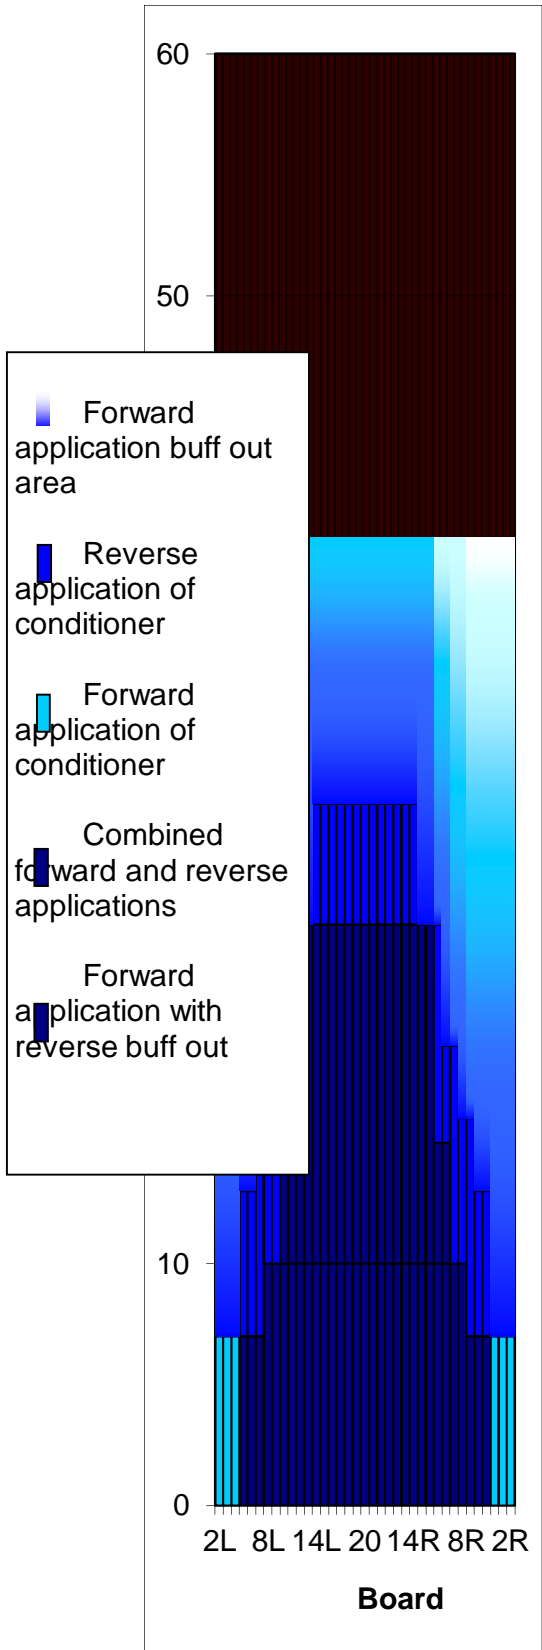 60
50
Forward
application buff out
area
Reverse
application of
conditioner
Forward
application of
conditioner
Combined
forward and reverse
applications
Forward
application with
reverse buff out
10
0
2L 8L 14L 20 14R 8R 2R
Board